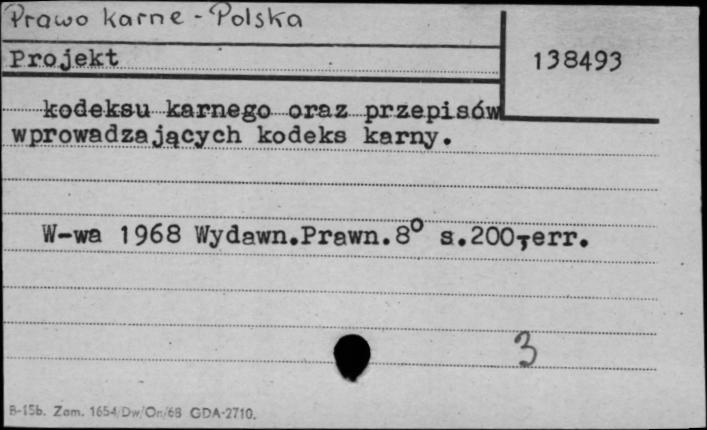 Prawo karne - Polska
Projekt
138493
kodeksu karnego oraz przepisów
wprowadzających kodeks karny.
W-wa 1968 Wydawn.Prawn.8° s.200,err.
3
B-15b. Zam. 1654/Dw/On/68 GDA-2710.